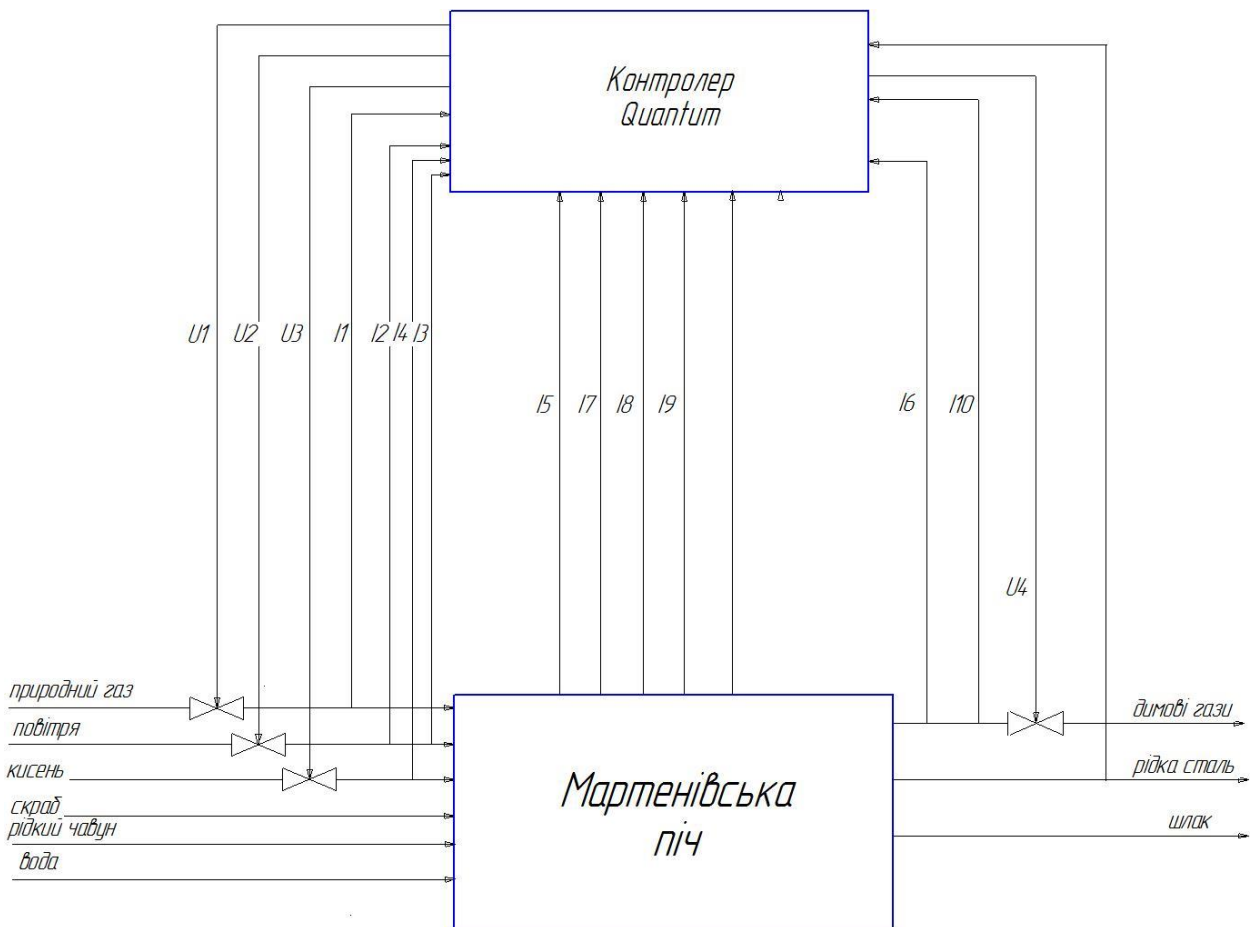 Контролер
Quantum
U1
U2
U3
I1
I2
I4
I3
I5
I7
I8
I9
I6
I10
U4
природний газ
повітря
кисень
скраб
рідкий чавун
вода
Мартенівська
піч
димові гази
рідка сталь
шлак